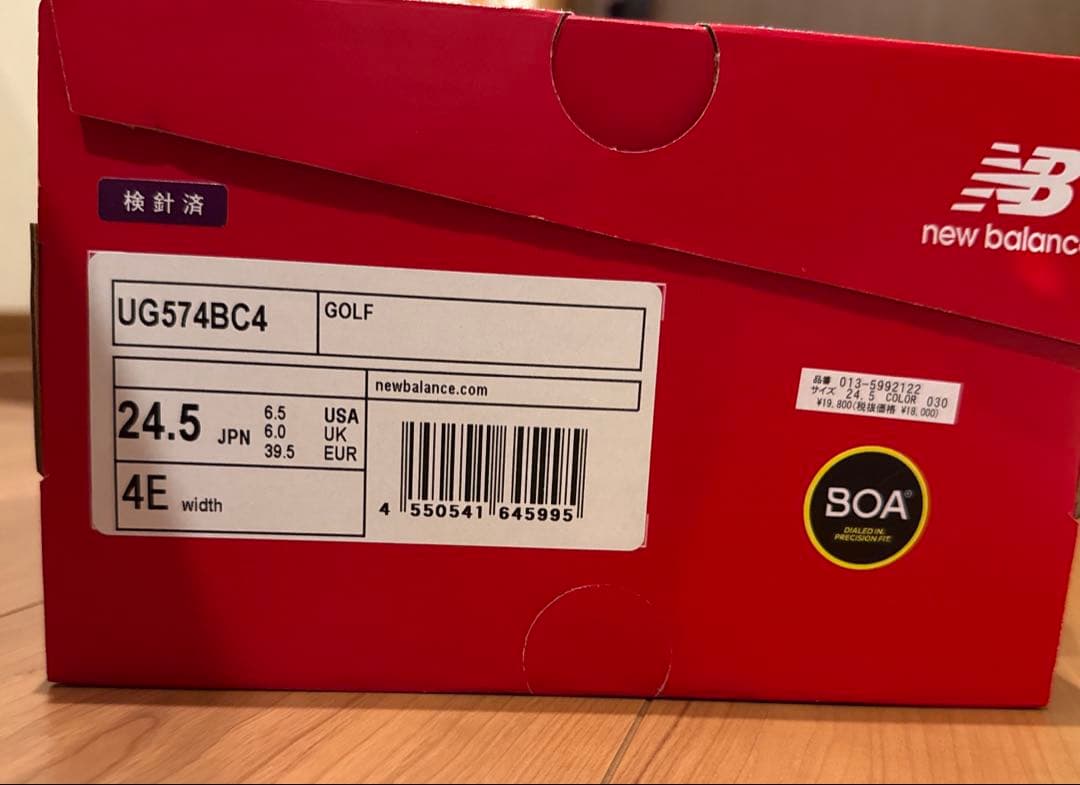 検針済
NB
new balanc
UG574BC4
GOLF
newbalance.com
24.5 JPN
6.5 USA
6.0 UK
39.5 EUR
4E width
4 550541 645995
品番 013-5992122
サイズ 24.5 COLOR 030
¥19,800(税抜価格 ¥18,000)
BOA®
DIALED IN.
PRECISION FIT.